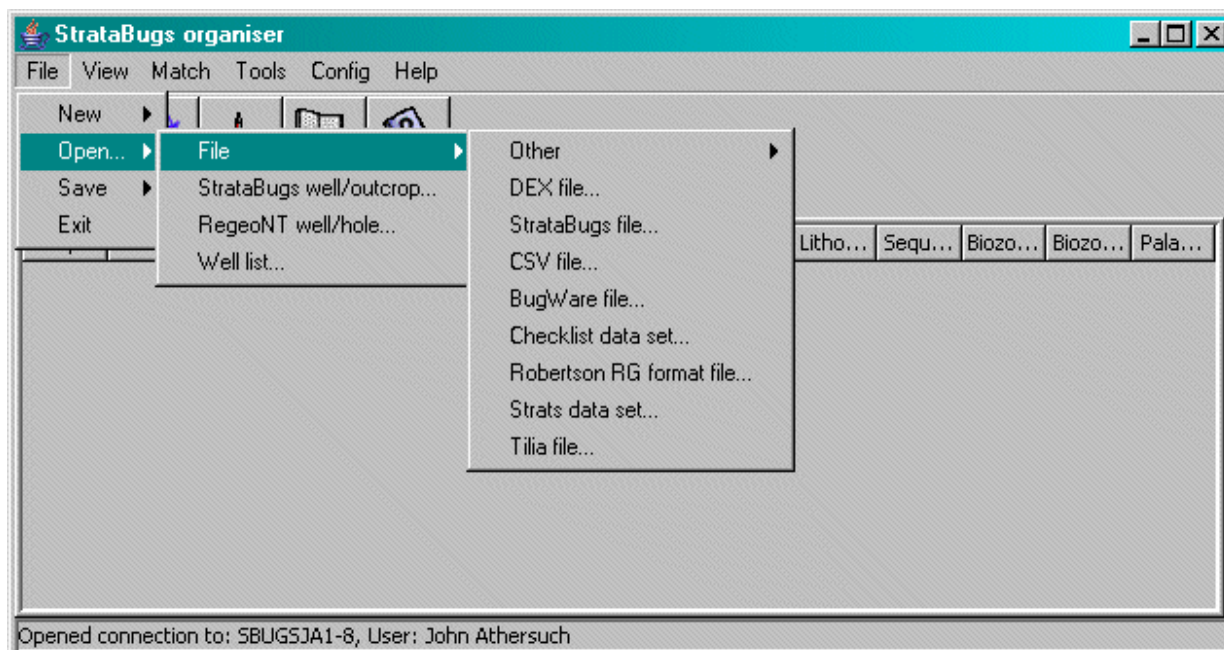 StrataBugs organiser
File View Match Tools Config Help
New
Open...
Save
Exit
File
StrataBugs well/outcrop...
RegeoNT well/hole...
Well list...
Other
DEX file...
StrataBugs file...
CSV file...
BugWare file...
Checklist data set...
Robertson RG format file...
Strats data set...
Tilia file...
Litho... Sequ... Biozo... Biozo... Pala...
Opened connection to: SBUGSJA1-8, User: John Athersuch